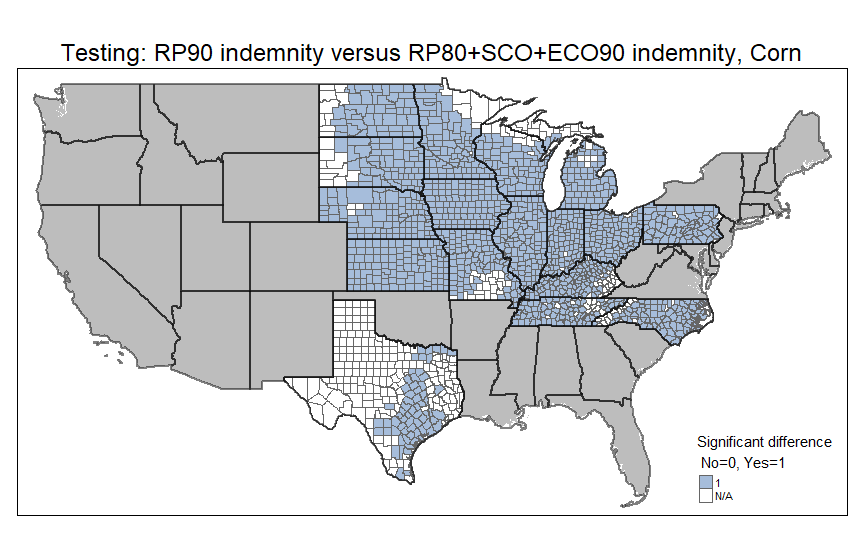 Testing: RP90 indemnity versus RP80+SCO+ECO90 indemnity, Corn
Significant difference
No=0, Yes=1
1
N/A